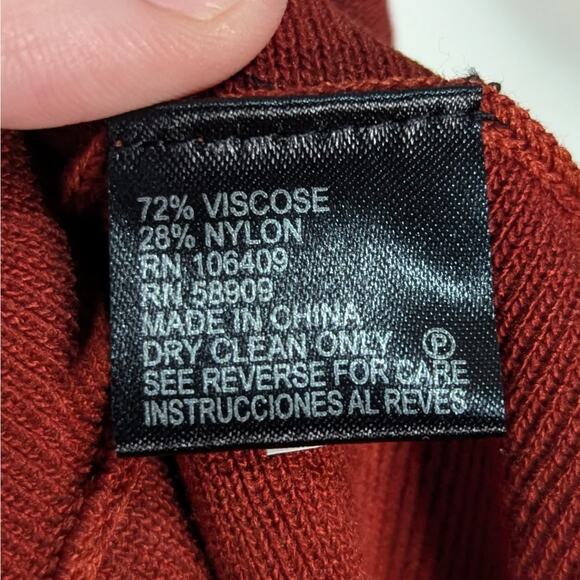 72% VISCOSE
28% NYLON
RN 106409
RN 58909
MADE IN CHINA
DRY CLEAN ONLY Ⓟ
SEE REVERSE FOR CARE
INSTRUCCIONES AL REVES